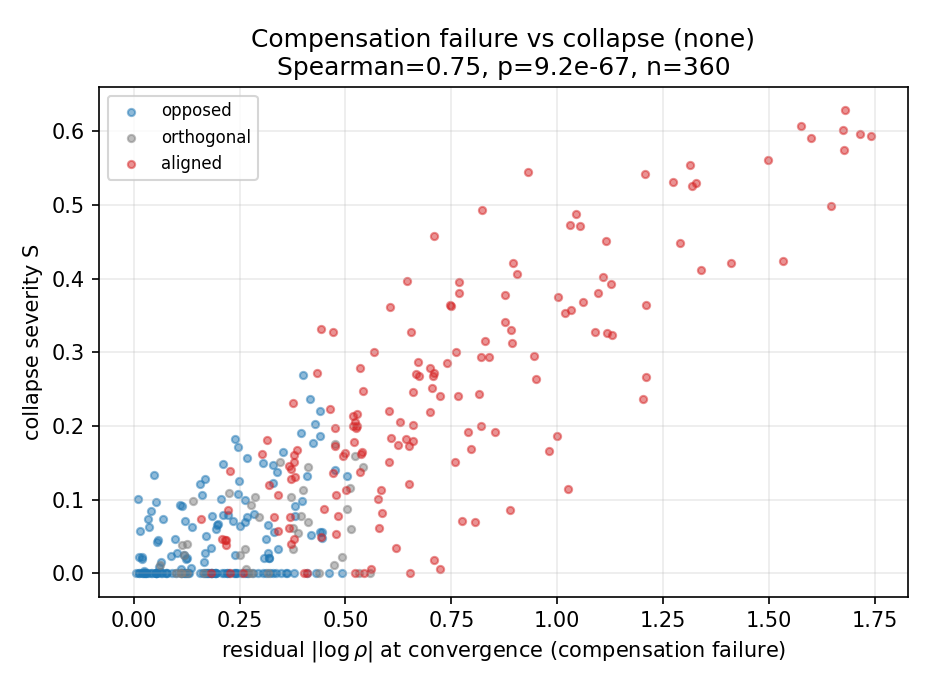 Compensation failure vs collapse (none)
Spearman=0.75, p=9.2e-67, n=360
opposed
orthogonal
aligned
collapse severity S
0.6
0.5
0.4
0.3
0.2
0.1
0.0
0.00 0.25 0.50 0.75 1.00 1.25 1.50 1.75
residual |log ρ| at convergence (compensation failure)